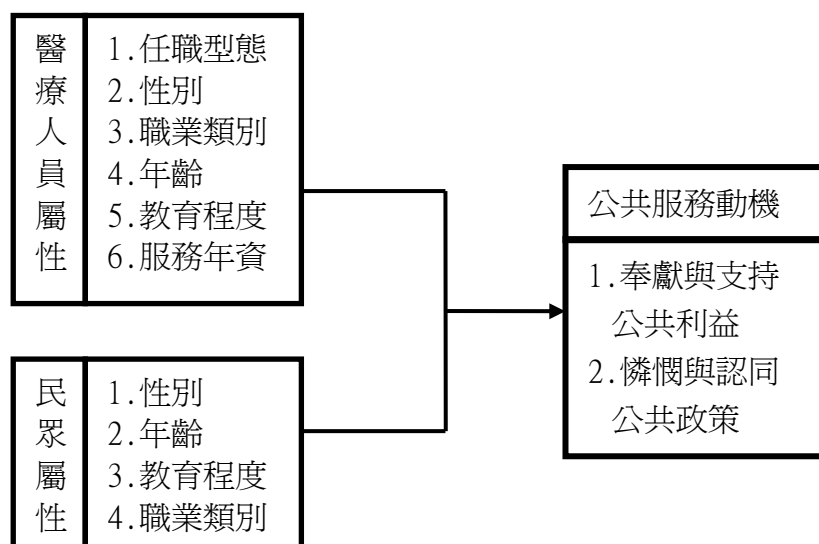 醫療人員屬性
1.任職型態
2.性別
3.職業類別
4.年齡
5.教育程度
6.服務年資
民眾屬性
1.性別
2.年齡
3.教育程度
4.職業類別
公共服務動機
1.奉獻與支持
公共利益
2.憐憫與認同
公共政策